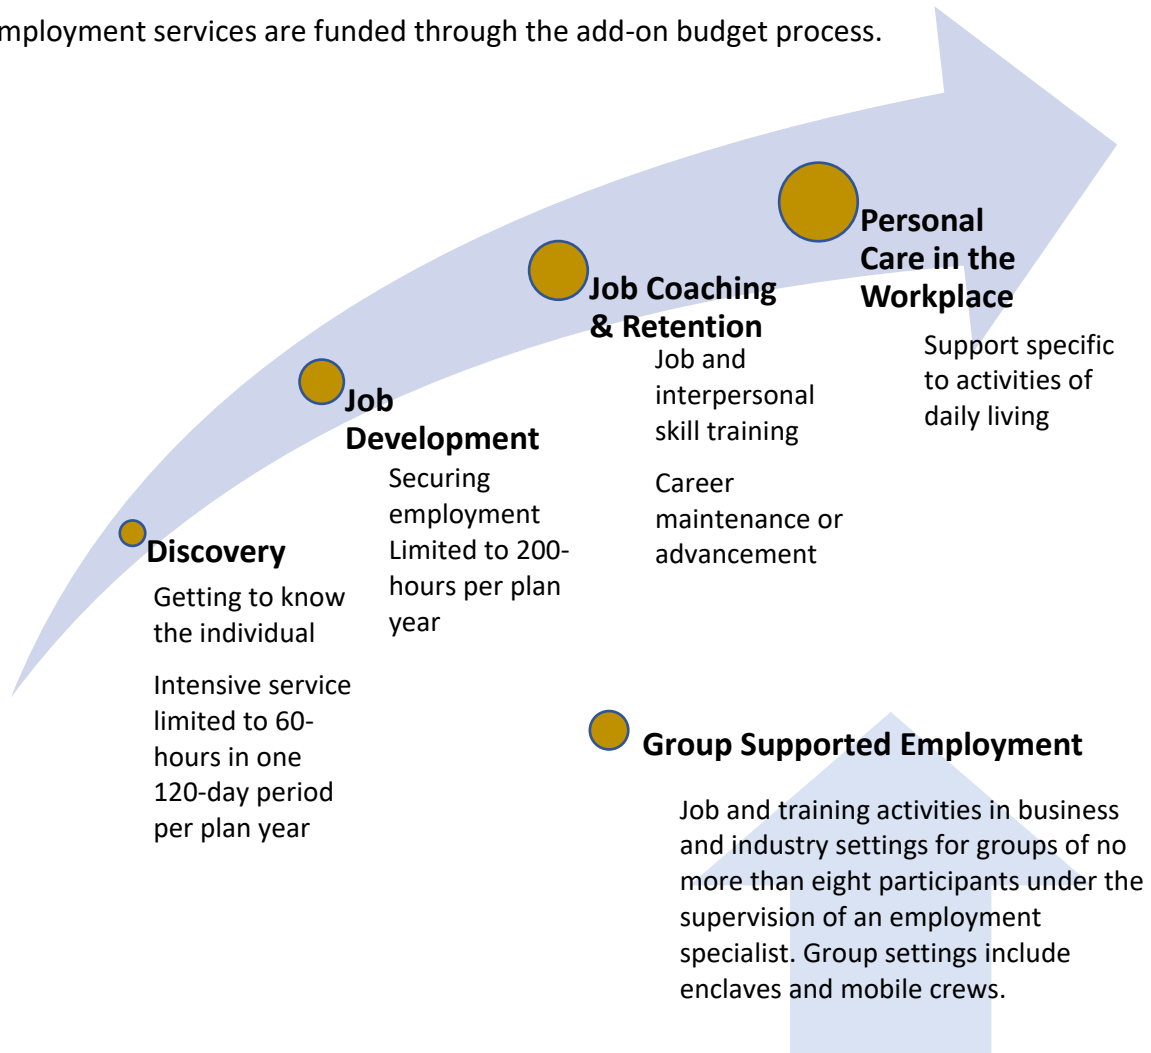 mployment services are funded through the add-on budget process.
Personal
Care in the
Workplace
Support specific
to activities of
daily living
Job Coaching
& Retention
Job and
interpersonal
skill training
Career
maintenance or
advancement
Job
Development
Securing
employment
Limited to 200-
hours per plan
year
Discovery
Getting to know
the individual
Intensive service
limited to 60-
hours in one
120-day period
per plan year
Group Supported Employment
Job and training activities in business
and industry settings for groups of no
more than eight participants under the
supervision of an employment
specialist. Group settings include
enclaves and mobile crews.